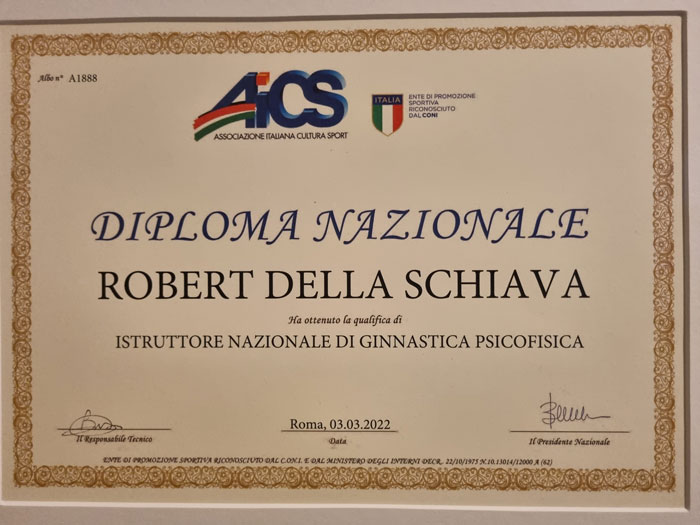 Albo n° A1888
AiCS
ASSOCIAZIONE ITALIANA CULTURA SPORT
ITALIA
ENTE DI PROMOZIONE
SPORTIVA
RICONOSCIUTO
DAL CONI
DIPLOMA NAZIONALE
ROBERT DELLA SCHIAVA
Ha ottenuto la qualifica di
ISTRUTTORE NAZIONALE DI GINNASTICA PSICOFISICA
Roma, 03.03.2022
Il Responsabile Tecnico
Data
Il Presidente Nazionale
ENTE DI PROMOZIONE SPORTIVA RICONOSCIUTO DAL C.ON.I. E DAL MINISTERO DEGLI INTERNI DECR. 22/10/1975 N.10.13014/12000 A (62)